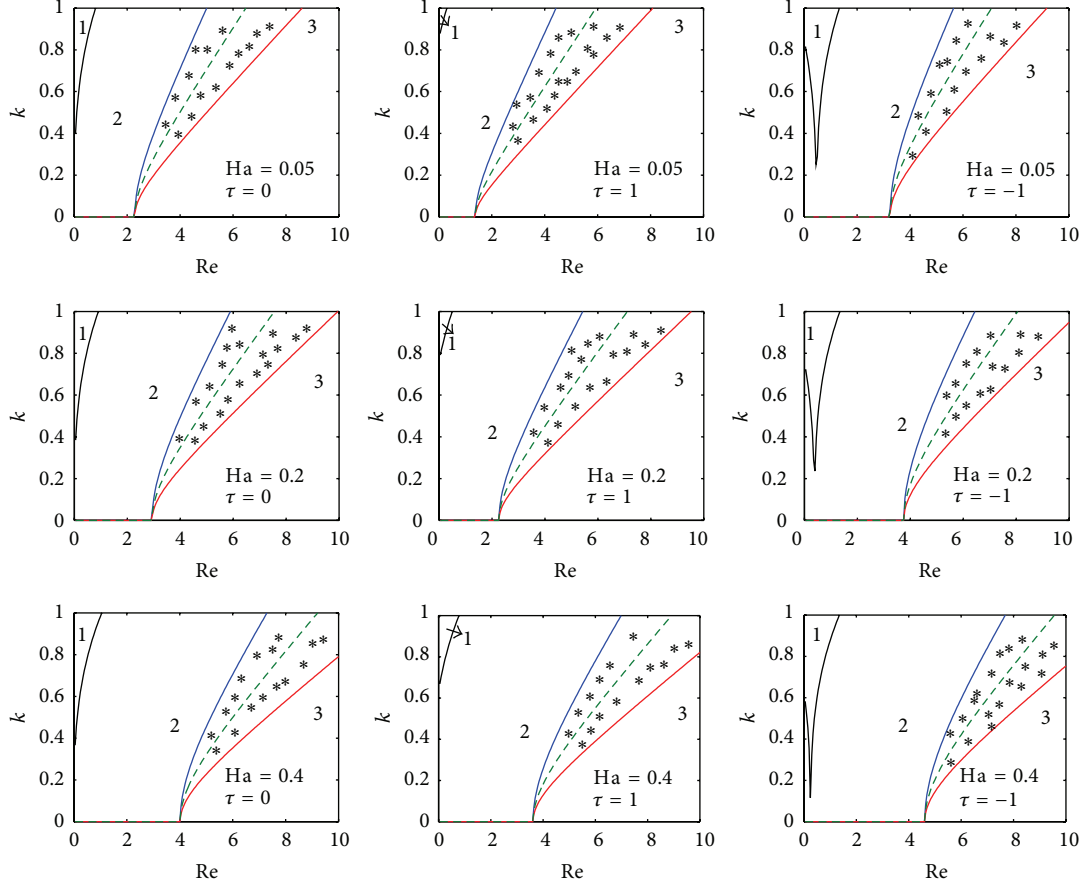 1
0.8
0.6
0.4
0.2
0
k
1
2
3
Ha = 0.05
τ = 0
0 2 4 6 8 10
Re
1
0.8
0.6
0.4
0.2
0
k
1
2
3
Ha = 0.05
τ = 1
0 2 4 6 8 10
Re
1
0.8
0.6
0.4
0.2
0
k
1
2
3
Ha = 0.05
τ = −1
0 2 4 6 8 10
Re
1
0.8
0.6
0.4
0.2
0
k
1
2
3
Ha = 0.2
τ = 0
0 2 4 6 8 10
Re
1
0.8
0.6
0.4
0.2
0
k
1
2
3
Ha = 0.2
τ = 1
0 2 4 6 8 10
Re
1
0.8
0.6
0.4
0.2
0
k
1
2
3
Ha = 0.2
τ = −1
0 2 4 6 8 10
Re
1
0.8
0.6
0.4
0.2
0
k
1
2
3
Ha = 0.4
τ = 0
0 2 4 6 8 10
Re
1
0.8
0.6
0.4
0.2
0
k
1
2
3
Ha = 0.4
τ = 1
0 2 4 6 8 10
Re
1
0.8
0.6
0.4
0.2
0
k
1
2
3
Ha = 0.4
τ = −1
0 2 4 6 8 10
Re